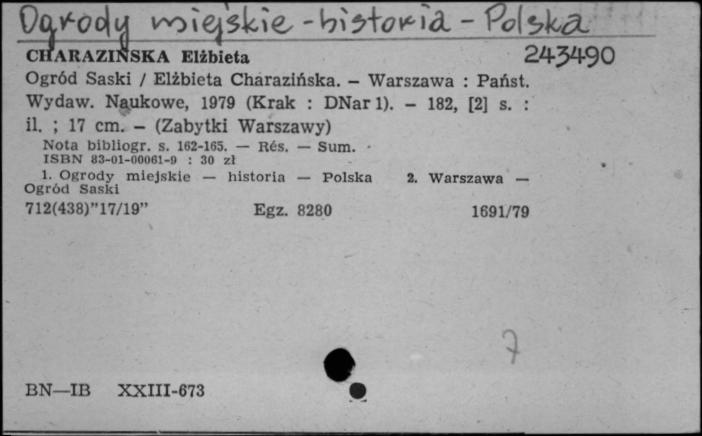 Ogrody miejskie - historia - Polska
CHARAZIŃSKA Elżbieta 243490
Ogród Saski / Elżbieta Charazińska. – Warszawa : Państ.
Wydaw. Naukowe, 1979 (Krak : DNar 1). – 182, [2] s. :
il. ; 17 cm. – (Zabytki Warszawy)
Nota bibliogr. s. 162-165. — Rés. — Sum.
ISBN 83-01-00061-9 : 30 zł
1. Ogrody miejskie — historia — Polska 2. Warszawa —
Ogród Saski
712(438)"17/19" Egz. 8280 1691/79
7
BN—IB XXIII-673